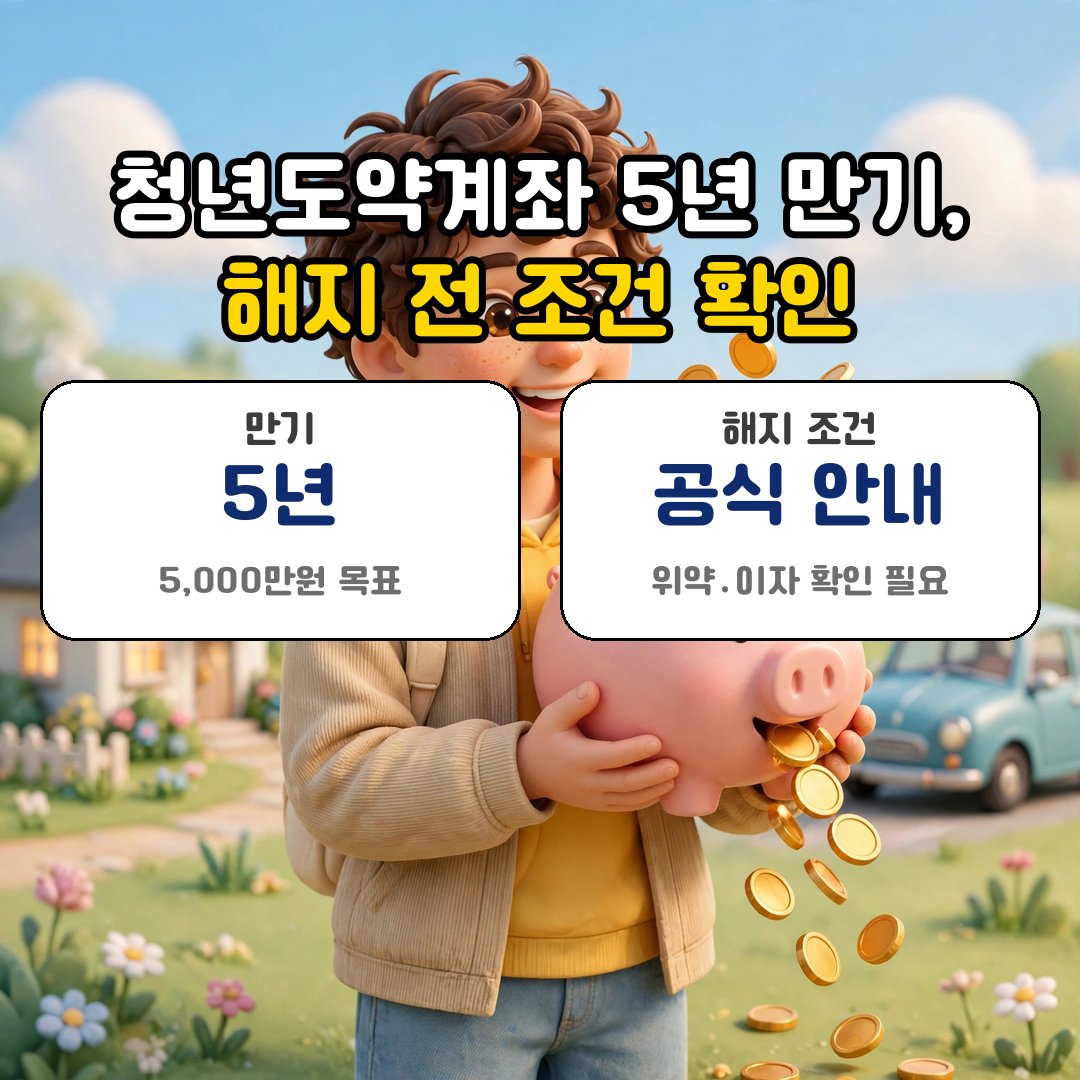 청년도약계좌 5년 만기,
해지 전 조건 확인
만기
5년
5,000만원 목표
해지 조건
공식 안내
위약·이자 확인 필요